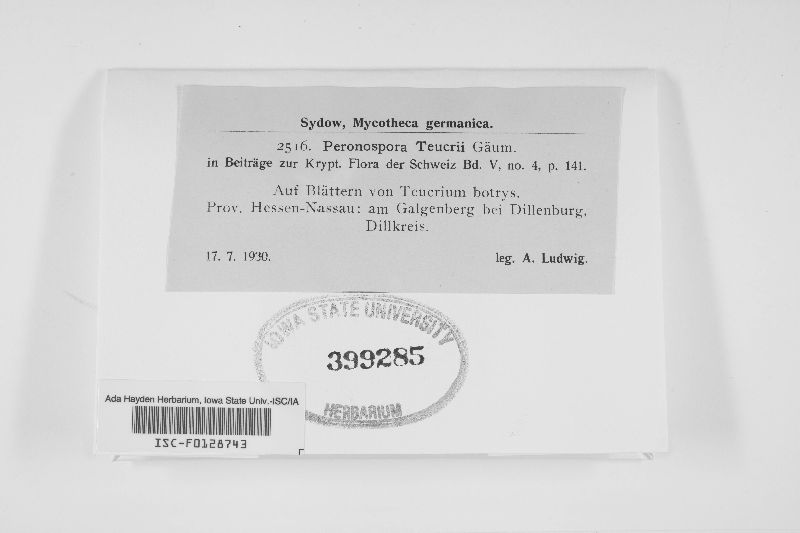 Sydow, Mycotheca germanica.
2516. Peronospora Teucrii Gäum.
in Beiträge zur Krypt. Flora der Schweiz Bd. V, no. 4, p. 141.
Auf Blättern von Teucrium botrys.
Prov. Hessen-Nassau: am Galgenberg bei Dillenburg,
Dillkreis.
17. 7. 1930. leg. A. Ludwig.
IOWA STATE UNIVERSITY
399285
HERBARIUM
Ada Hayden Herbarium, Iowa State Univ.-ISC/IA
ISC-F0128743